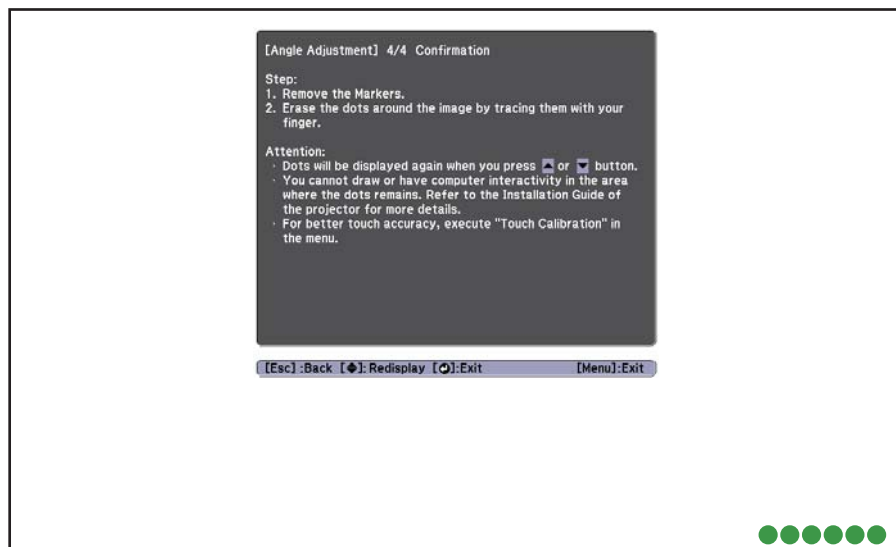 [Angle Adjustment] 4/4 Confirmation
Step:
1. Remove the Markers.
2. Erase the dots around the image by tracing them with your
finger.
Attention:
· Dots will be displayed again when you press ▲ or ▼ button.
· You cannot draw or have computer interactivity in the area
where the dots remains. Refer to the Installation Guide of
the projector for more details.
· For better touch accuracy, execute "Touch Calibration" in
the menu.
[Esc] :Back [◆]: Redisplay [⏎]:Exit [Menu]:Exit